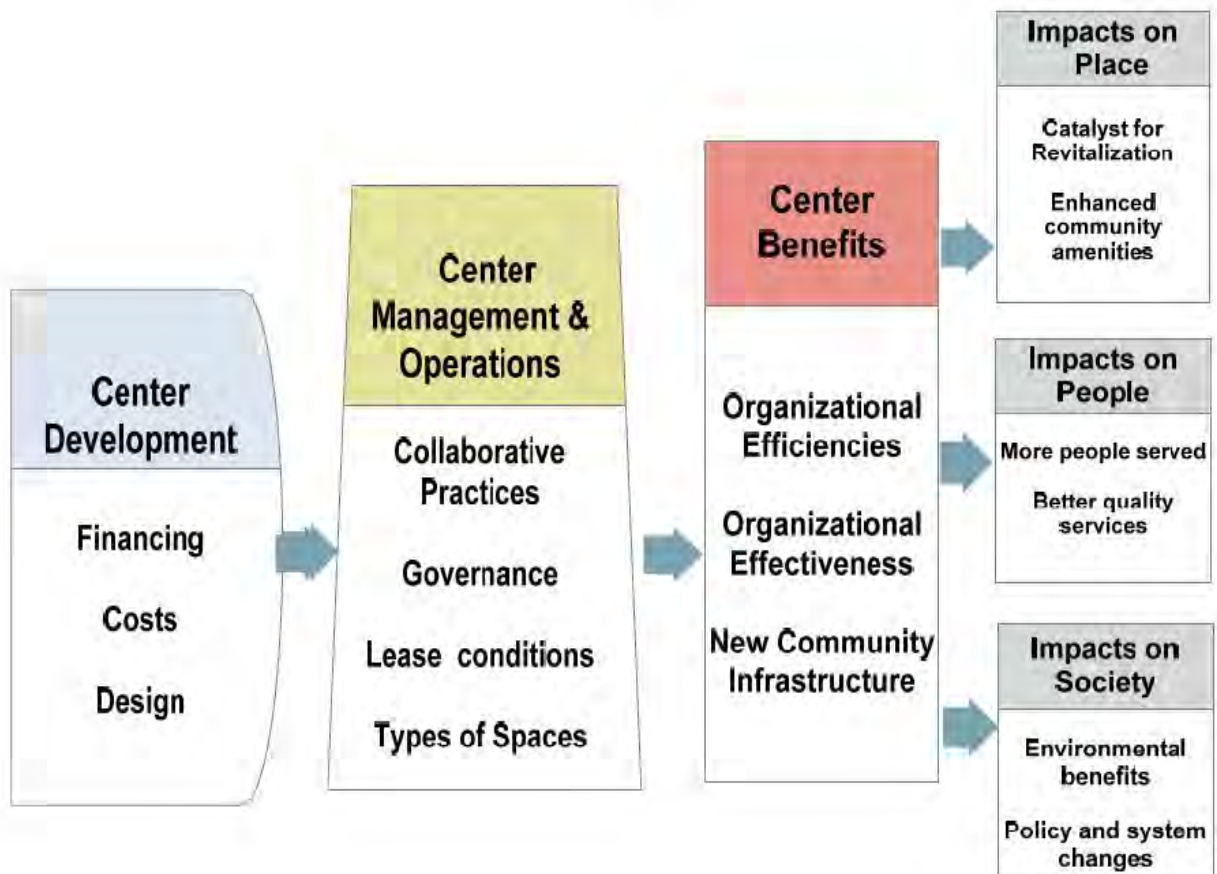 Center
Development
Financing
Costs
Design
Center
Management &
Operations
Collaborative
Practices
Governance
Lease conditions
Types of Spaces
Center
Benefits
Organizational
Efficiencies
Organizational
Effectiveness
New Community
Infrastructure
Impacts on
Place
Catalyst for
Revitalization
Enhanced
community
amenities
Impacts on
People
More people served
Better quality
services
Impacts on
Society
Environmental
benefits
Policy and system
changes